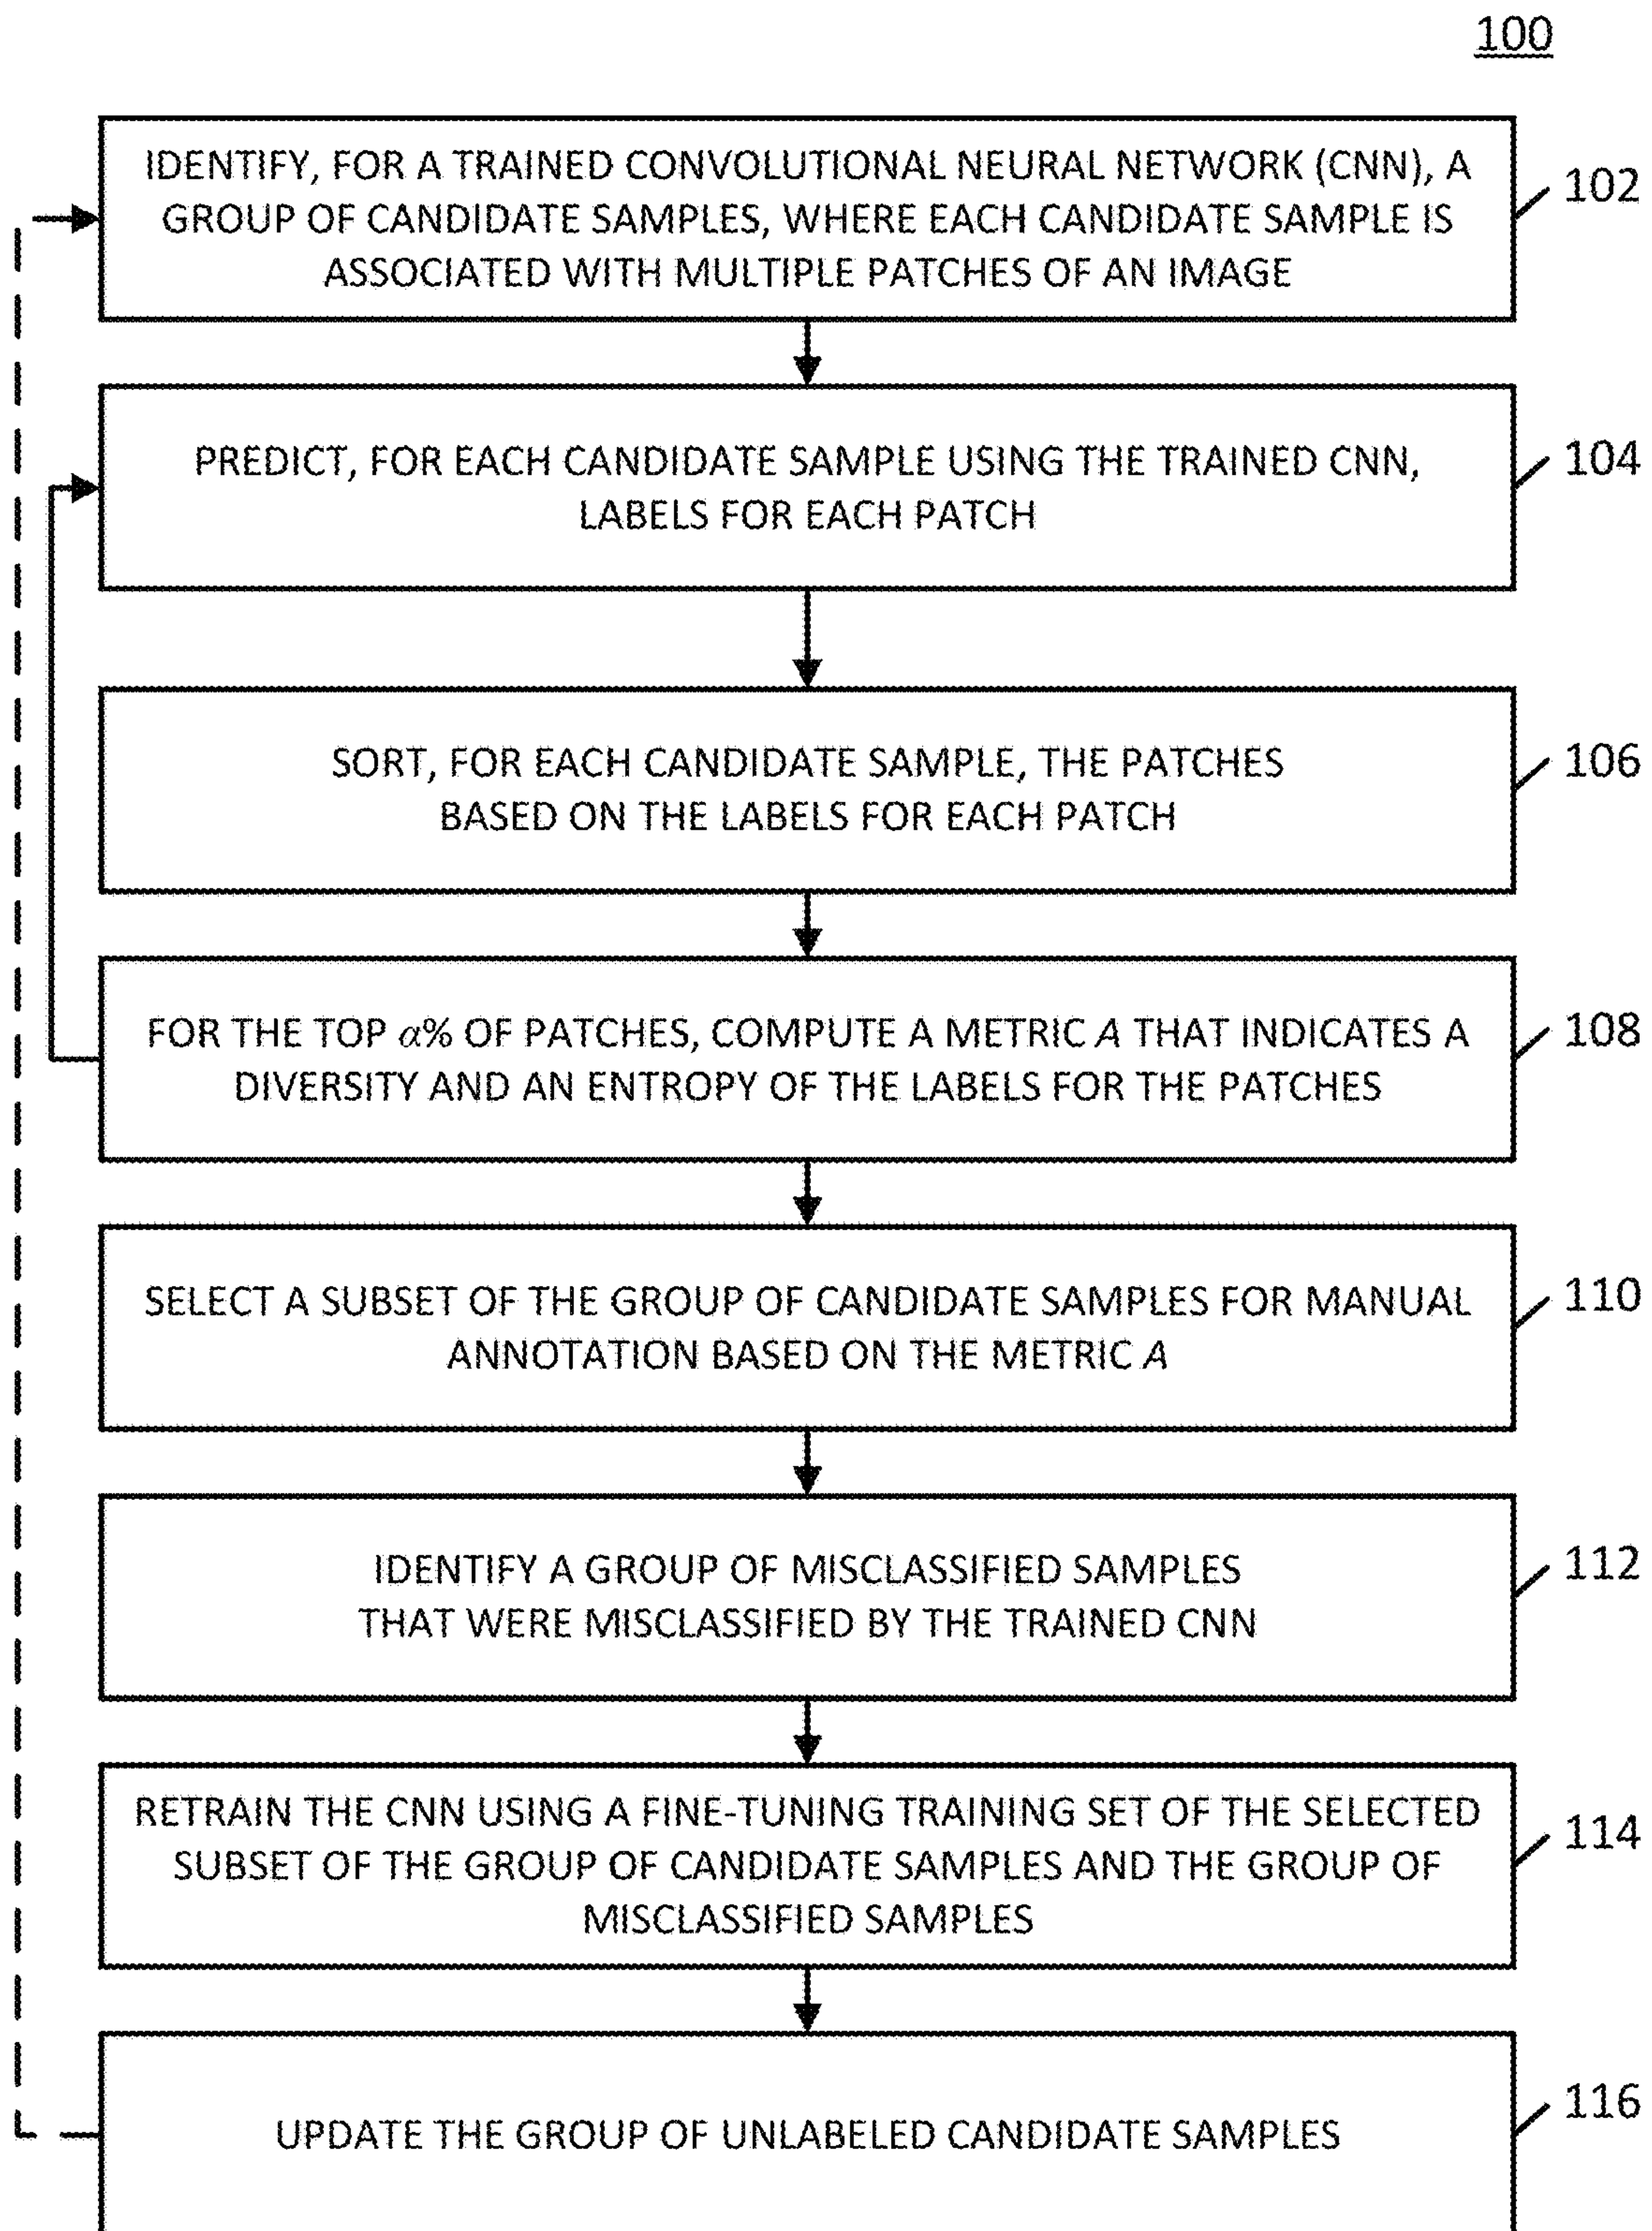 100
IDENTIFY, FOR A TRAINED CONVOLUTIONAL NEURAL NETWORK (CNN), A
GROUP OF CANDIDATE SAMPLES, WHERE EACH CANDIDATE SAMPLE IS
ASSOCIATED WITH MULTIPLE PATCHES OF AN IMAGE
102
PREDICT, FOR EACH CANDIDATE SAMPLE USING THE TRAINED CNN,
LABELS FOR EACH PATCH
104
SORT, FOR EACH CANDIDATE SAMPLE, THE PATCHES
BASED ON THE LABELS FOR EACH PATCH
106
FOR THE TOP α% OF PATCHES, COMPUTE A METRIC A THAT INDICATES A
DIVERSITY AND AN ENTROPY OF THE LABELS FOR THE PATCHES
108
SELECT A SUBSET OF THE GROUP OF CANDIDATE SAMPLES FOR MANUAL
ANNOTATION BASED ON THE METRIC A
110
IDENTIFY A GROUP OF MISCLASSIFIED SAMPLES
THAT WERE MISCLASSIFIED BY THE TRAINED CNN
112
RETRAIN THE CNN USING A FINE-TUNING TRAINING SET OF THE SELECTED
SUBSET OF THE GROUP OF CANDIDATE SAMPLES AND THE GROUP OF
MISCLASSIFIED SAMPLES
114
UPDATE THE GROUP OF UNLABELED CANDIDATE SAMPLES
116